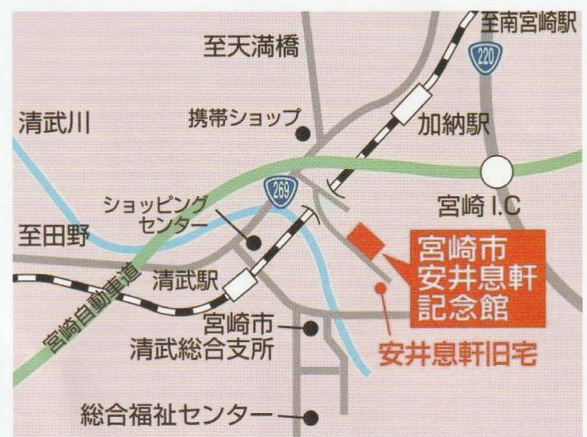 至南宮崎駅
至天満橋
220
携帯ショップ
清武川
加納駅
269
ショッピング
センター
宮崎I.C
至田野
宮崎市
安井息軒
記念館
清武駅
宮崎自動車道
宮崎市
清武総合支所
安井息軒旧宅
総合福祉センター